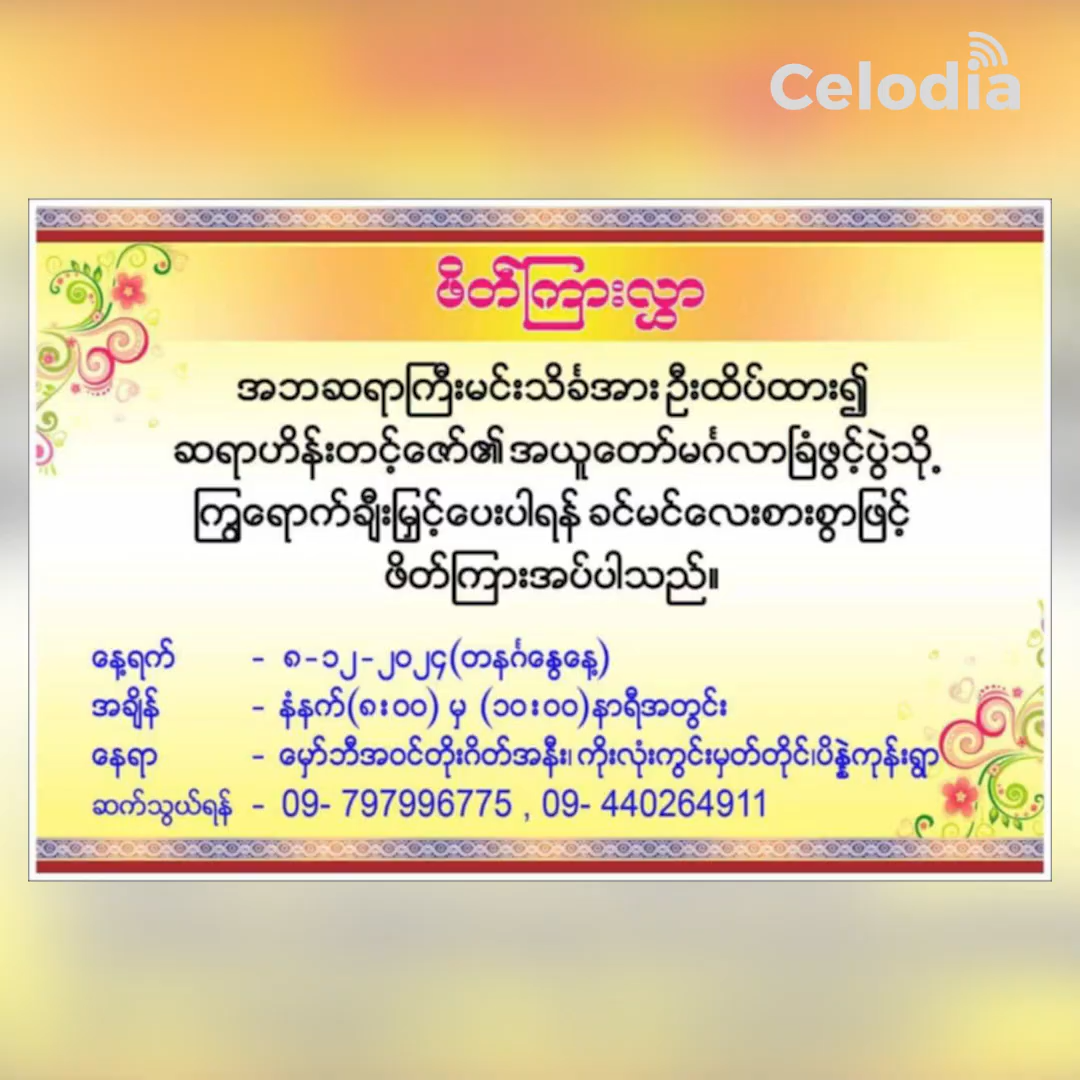 Celodia
ဖိတ်ကြားလွှာ
အဘဆရာကြီးမင်းသိင်္ခအား ဦးထိပ်ထား၍
ဆရာဟိန်းတင့်ဇော်၏ အယူတော်မင်္ဂလာခြံဖွင့်ပွဲသို့
ကြွရောက်ချီးမြှင့်ပေးပါရန် ခင်မင်လေးစားစွာဖြင့်
ဖိတ်ကြားအပ်ပါသည်။
နေ့ရက် - ၈-၁၂-၂၀၂၄(တနင်္ဂနွေနေ့)
အချိန် - နံနက်(၈း၀၀) မှ (၁၀း၀၀)နာရီအတွင်း
နေရာ - မှော်ဘီအဝင်တိုးဂိတ်အနီး၊ ကိုးလုံးကွင်းမှတ်တိုင်၊ပိန္နဲကုန်းရွာ
ဆက်သွယ်ရန် - 09- 797996775 , 09- 440264911